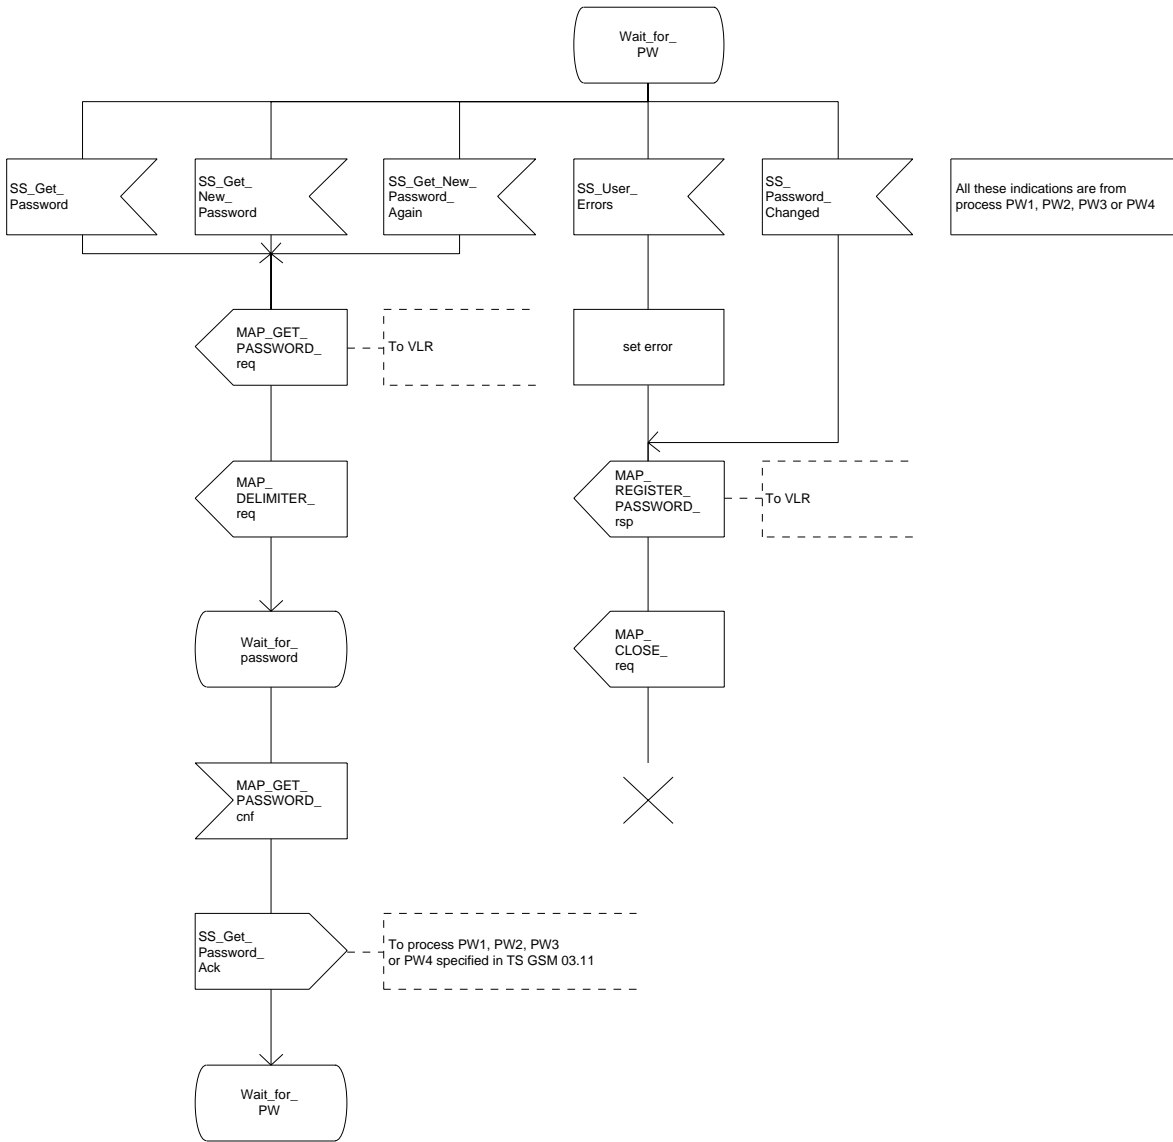 Wait_for_
PW
SS_Get_
Password
SS_Get_
New_
Password
SS_Get_New_
Password_
Again
SS_User_
Errors
SS_
Password_
Changed
All these indications are from
process PW1, PW2, PW3 or PW4
MAP_GET_
PASSWORD_
req
To VLR
set error
MAP_
DELIMITER_
req
MAP_
REGISTER_
PASSWORD_
rsp
To VLR
Wait_for_
password
MAP_
CLOSE_
req
MAP_GET_
PASSWORD_
cnf
SS_Get_
Password_
Ack
To process PW1, PW2, PW3
or PW4 specified in TS GSM 03.11
Wait_for_
PW